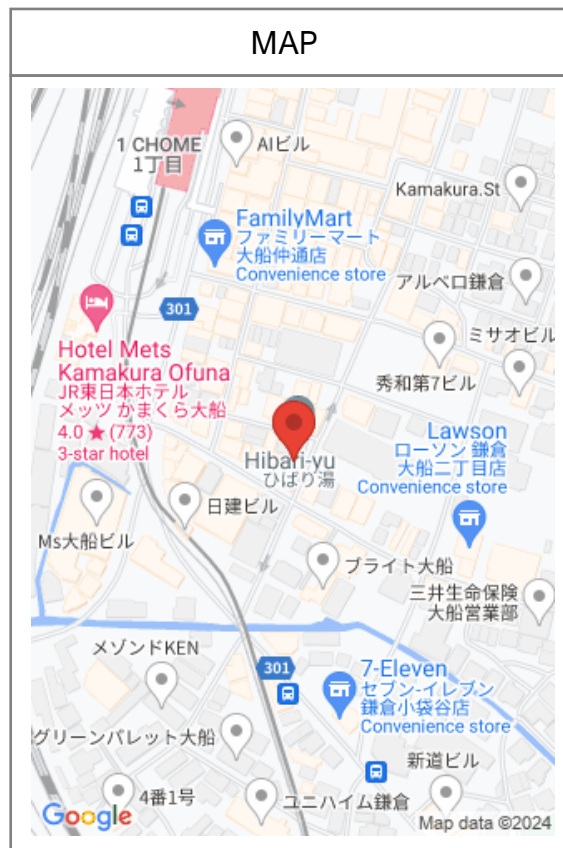 MAP
1 CHOME
1丁目
AIビル
Kamakura.St
FamilyMart
ファミリーマート
大船仲通店
Convenience store
アルベロ鎌倉
301
ミサオビル
Hotel Mets
Kamakura Ofuna
JR東日本ホテル
メッツ かまくら大船
4.0 ★ (773)
3-star hotel
秀和第7ビル
Lawson
ローソン 鎌倉
大船二丁目店
Convenience store
Hibari-yu
ひばり湯
日建ビル
Ms大船ビル
ブライト大船
三井生命保険
大船営業部
メゾンドKEN
301
7-Eleven
セブン-イレブン
鎌倉小袋谷店
Convenience store
グリーンバレット大船
新道ビル
4番1号
ユニハイム鎌倉
Google
Map data ©2024